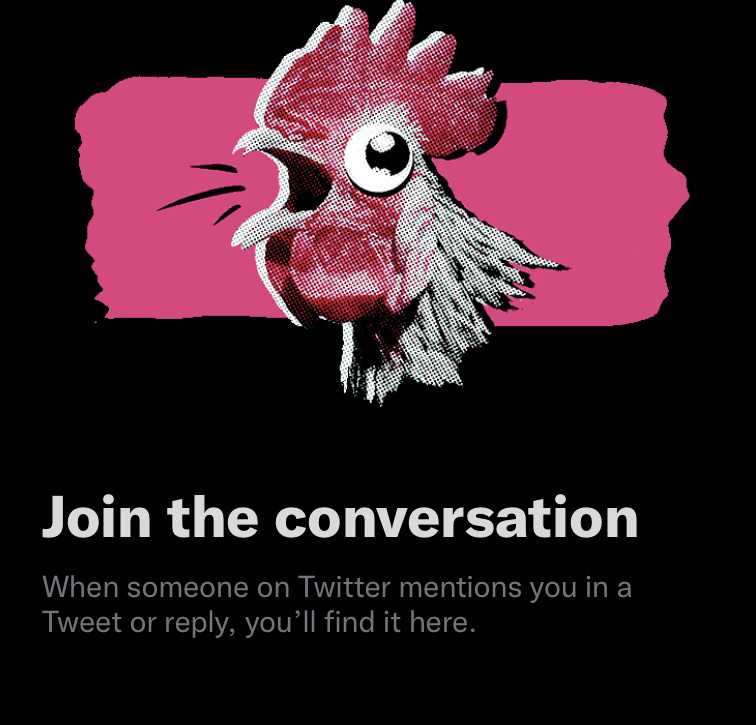 Join the conversation
When someone on Twitter mentions you in a
Tweet or reply, you’ll find it here.